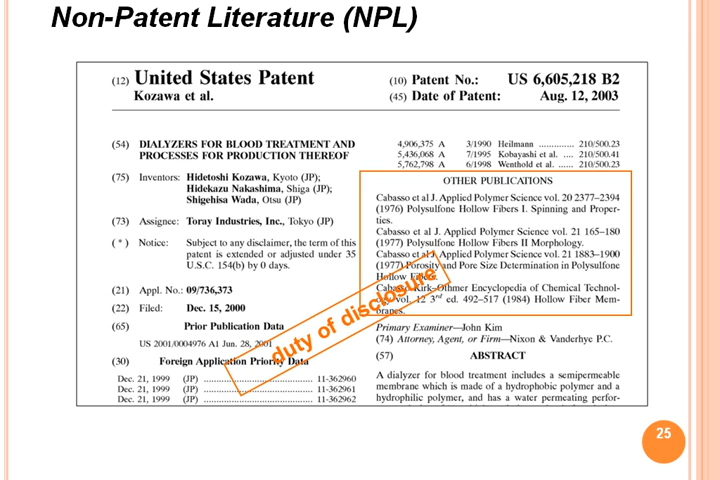 Non-Patent Literature (NPL)
(12) United States Patent
Kozawa et al.
(10) Patent No.: US 6,605,218 B2
(45) Date of Patent: Aug. 12, 2003
(54) DIALYZERS FOR BLOOD TREATMENT AND
PROCESSES FOR PRODUCTION THEREOF
(75) Inventors: Hidetoshi Kozawa, Kyoto (JP);
Hidekazu Nakashima, Shiga (JP);
Shigehisa Wada, Otsu (JP)
(73) Assignee: Toray Industries, Inc., Tokyo (JP)
( * ) Notice: Subject to any disclaimer, the term of this
patent is extended or adjusted under 35
U.S.C. 154(b) by 0 days.
(21) Appl. No.: 09/736,373
(22) Filed: Dec. 15, 2000
(65) Prior Publication Data
US 2001/0004976 A1 Jun. 28, 2001
(30) Foreign Application Priority Data
Dec. 21, 1999 (JP) ........................................... 11-362960
Dec. 21, 1999 (JP) ........................................... 11-362961
Dec. 21, 1999 (JP) ........................................... 11-362962
4,906,375 A 3/1990 Heilmann .............. 210/500.23
5,436,068 A 7/1995 Kobayashi et al. .... 210/500.41
5,762,798 A 6/1998 Wenthold et al. ...... 210/500.23
OTHER PUBLICATIONS
Cabasso et al J. Applied Polymer Science vol. 20 2377–2394
(1976) Polysulfone Hollow Fibers I. Spinning and Proper-
ties.
Cabasso et al J. Applied Polymer Science vol. 21 165–180
(1977) Polysulfone Hollow Fibers II Morphology.
Cabasso et al J. Applied Polymer Science vol. 21 1883–1900
(1977) Porosity and Pore Size Determination in Polysulfone
Hollow Fibers.
Cabasso Kirk–Othmer Encyclopedia of Chemical Technol-
ogy vol. 12 3rd ed. 492–517 (1984) Hollow Fiber Mem-
branes.
duty of disclosure
Primary Examiner—John Kim
(74) Attorney, Agent, or Firm—Nixon & Vanderhye P.C.
(57) ABSTRACT
A dialyzer for blood treatment includes a semipermeable
membrane which is made of a hydrophobic polymer and a
hydrophilic polymer, and has a water permeating perfor-
25